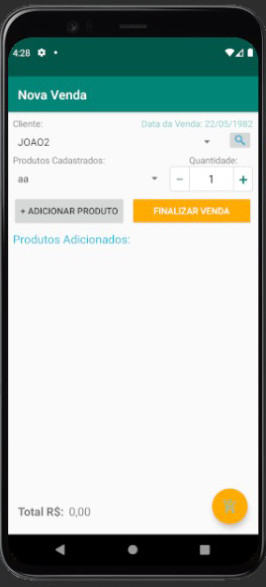 4:28
Nova Venda
Cliente: Data da Venda: 22/05/1982
JOAO2
Produtos Cadastrados: Quantidade:
aa − 1 +
+ ADICIONAR PRODUTO FINALIZAR VENDA
Produtos Adicionados:
Total R$: 0,00